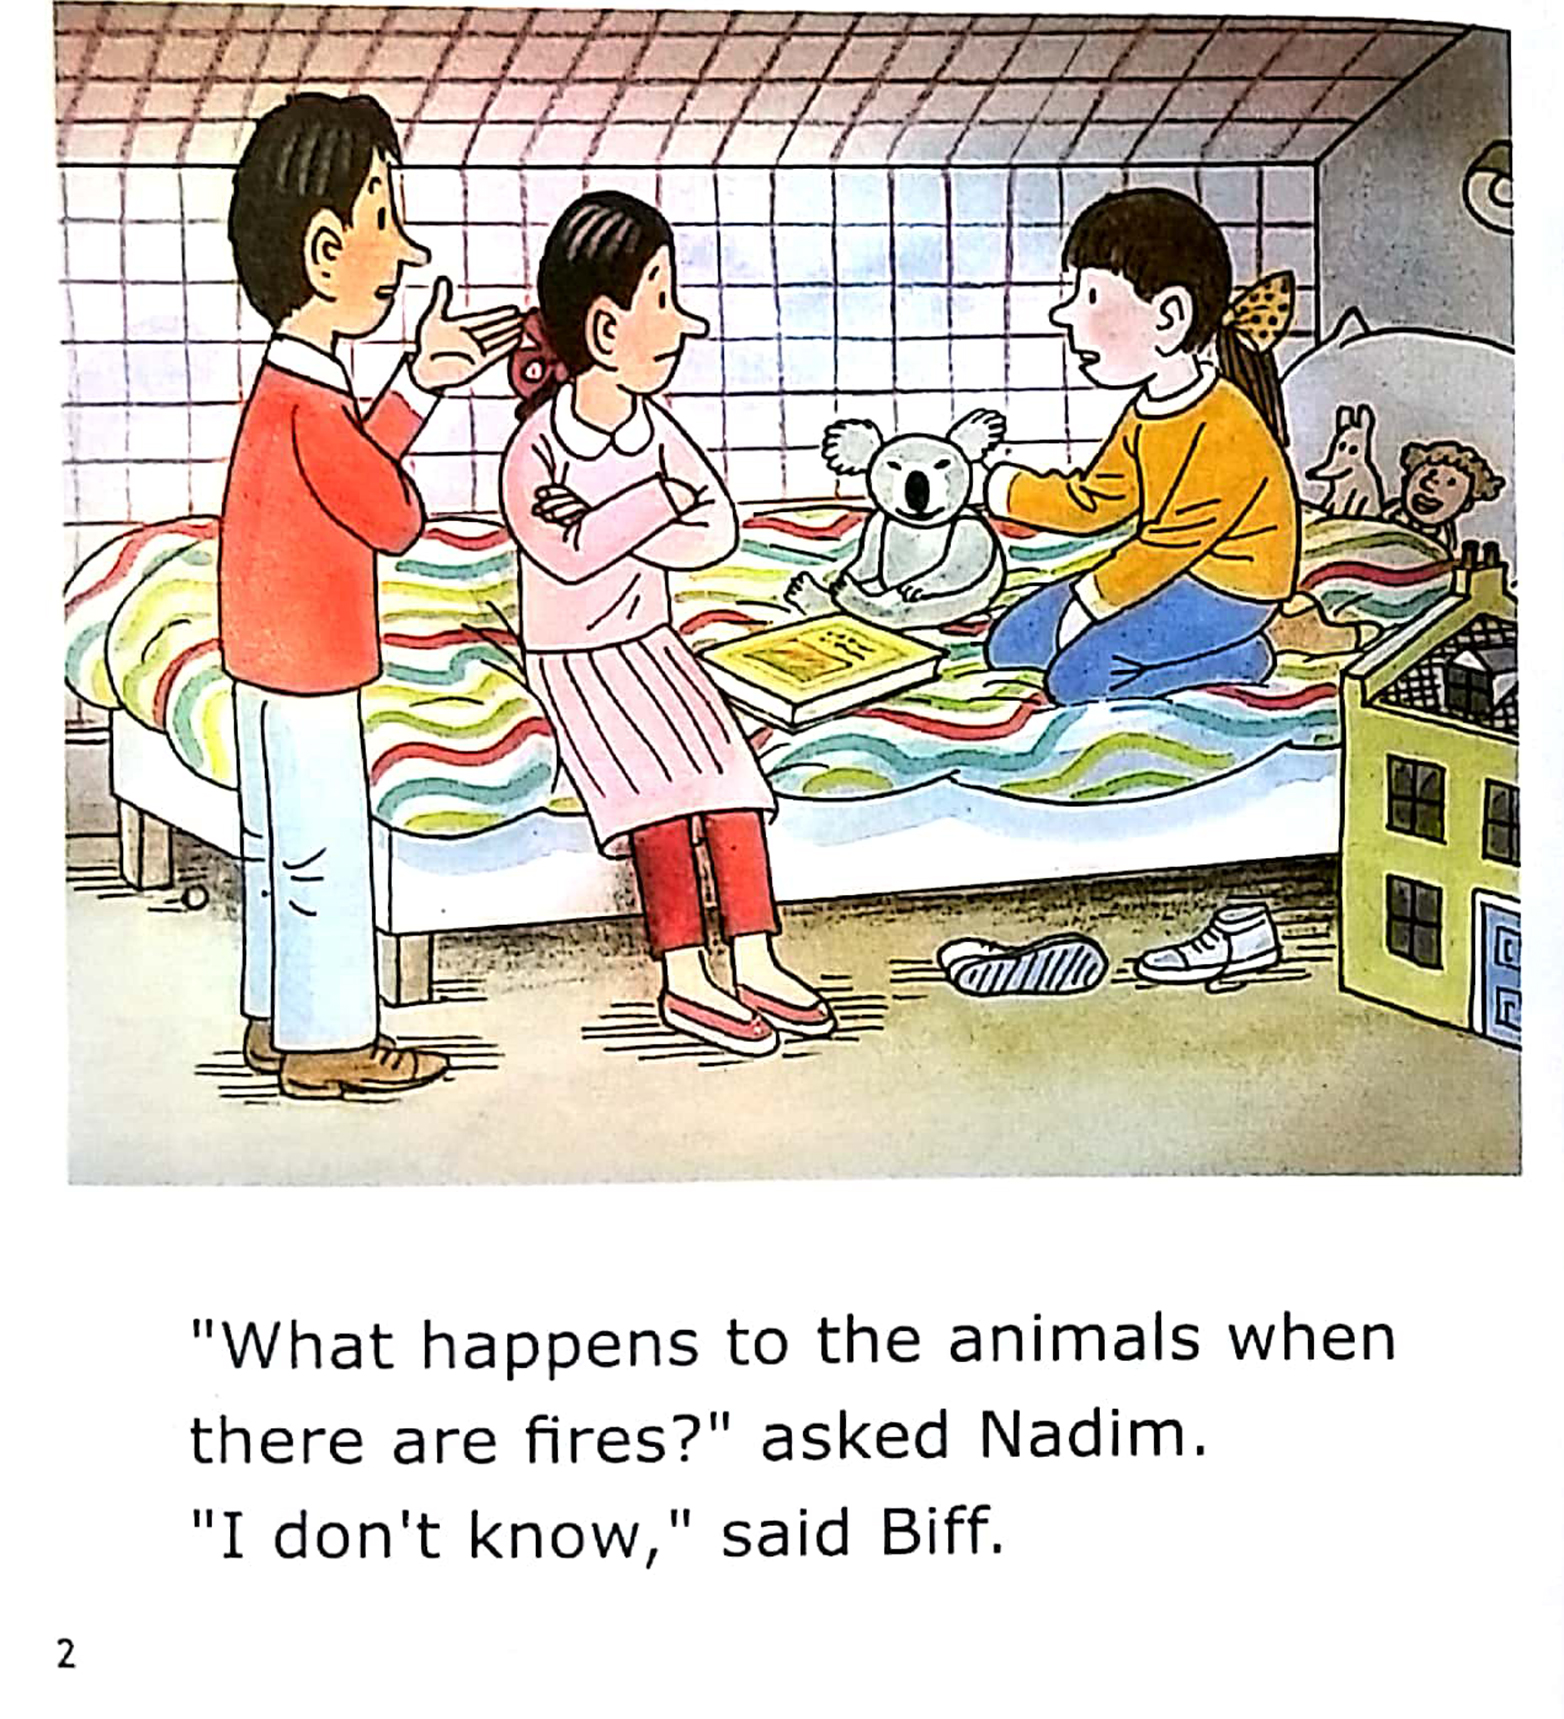 "What happens to the animals when
there are fires?" asked Nadim.
"I don't know," said Biff.
2